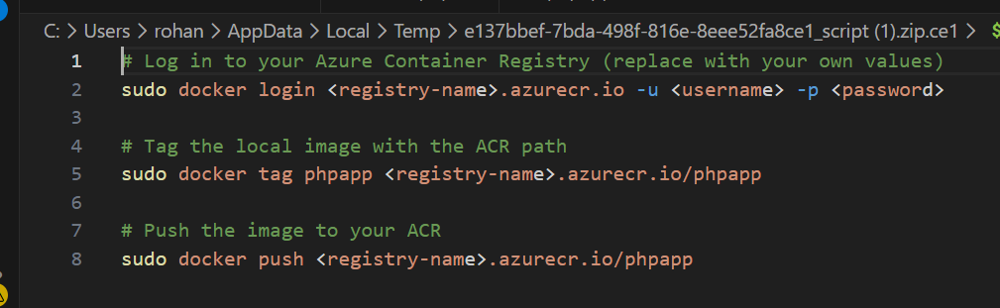 C: > Users > rohan > AppData > Local > Temp > e137bbef-7bda-498f-816e-8eee52fa8ce1_script (1).zip.ce1 > $
1 # Log in to your Azure Container Registry (replace with your own values)
2 sudo docker login <registry-name>.azurecr.io -u <username> -p <password>
3
4 # Tag the local image with the ACR path
5 sudo docker tag phpapp <registry-name>.azurecr.io/phpapp
6
7 # Push the image to your ACR
8 sudo docker push <registry-name>.azurecr.io/phpapp